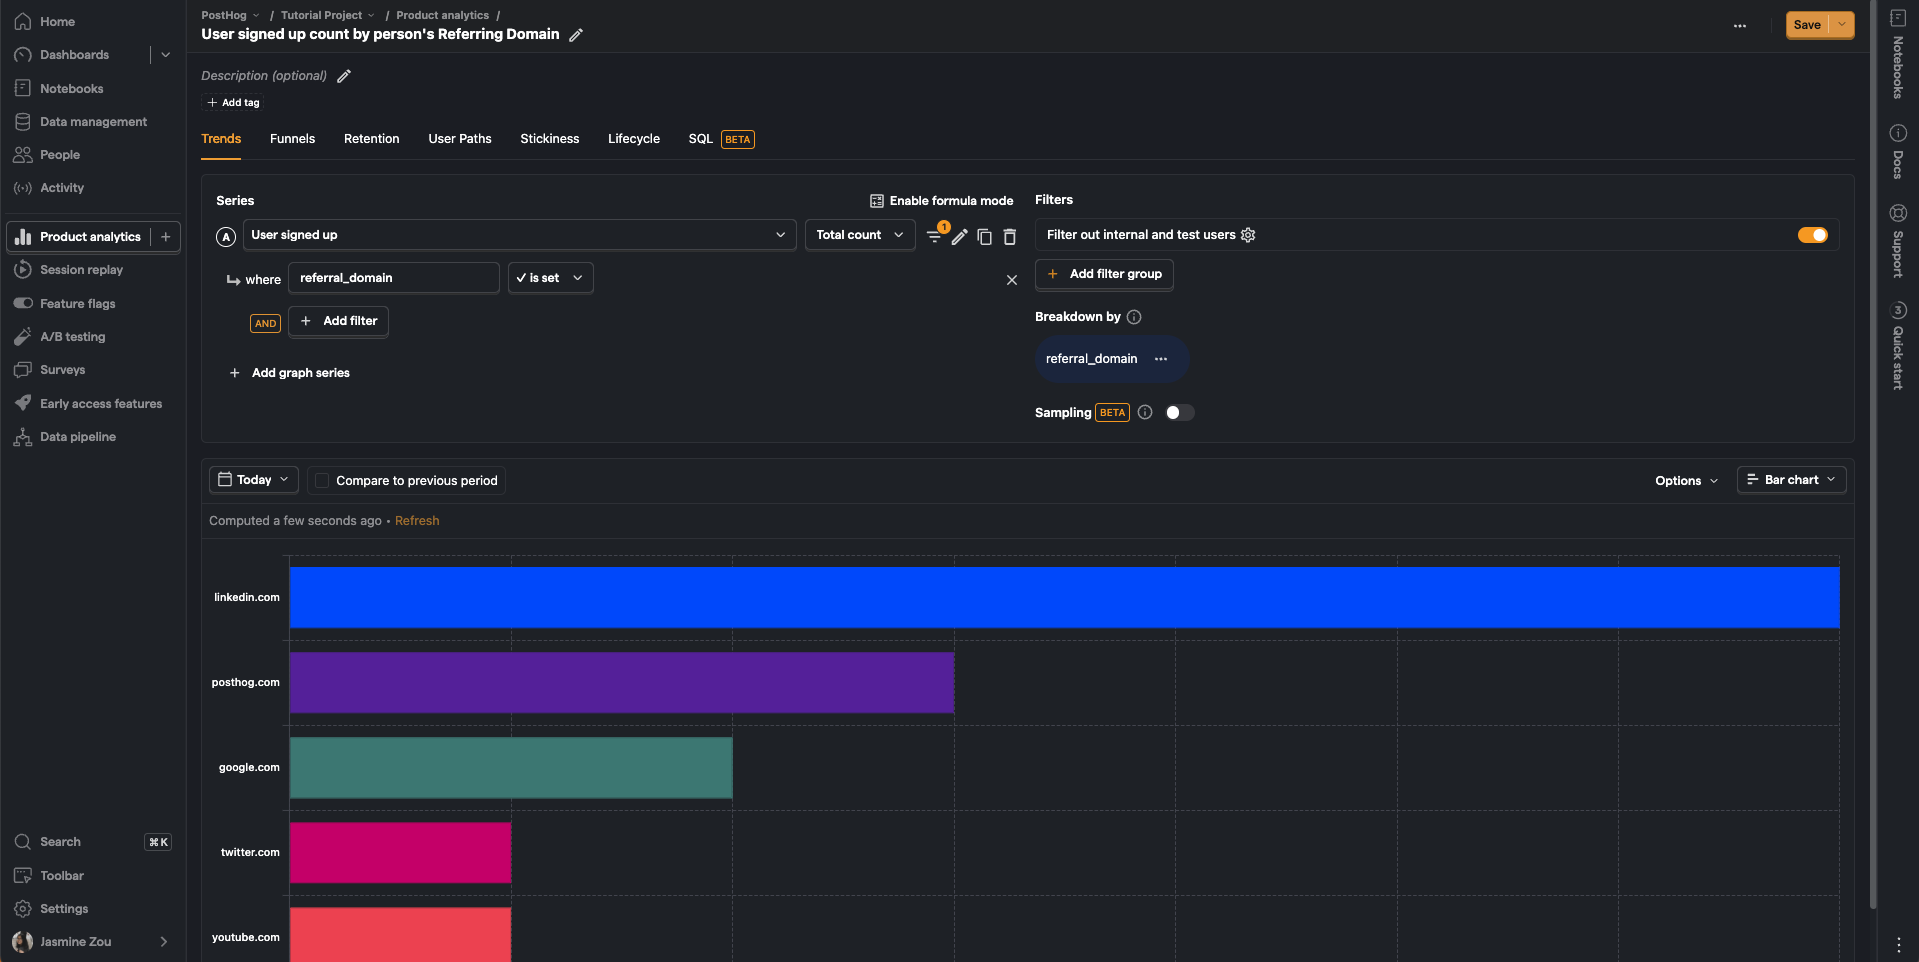 Home
Dashboards
Notebooks
Data management
People
Activity
Product analytics
Session replay
Feature flags
A/B testing
Surveys
Early access features
Data pipeline
Search ⌘ K
Toolbar
Settings
Jasmine Zou
PostHog / Tutorial Project / Product analytics /
User signed up count by person's Referring Domain
Save
Description (optional)
+ Add tag
Trends Funnels Retention User Paths Stickiness Lifecycle SQL BETA
Series Enable formula mode
A User signed up Total count 1
where referral_domain ✓ is set
AND + Add filter
+ Add graph series
Filters
Filter out internal and test users
+ Add filter group
Breakdown by
referral_domain ...
Sampling BETA
Today Compare to previous period Options Bar chart
Computed a few seconds ago • Refresh
linkedin.com
posthog.com
google.com
twitter.com
youtube.com
Notebooks
Docs
Support
3 Quick start